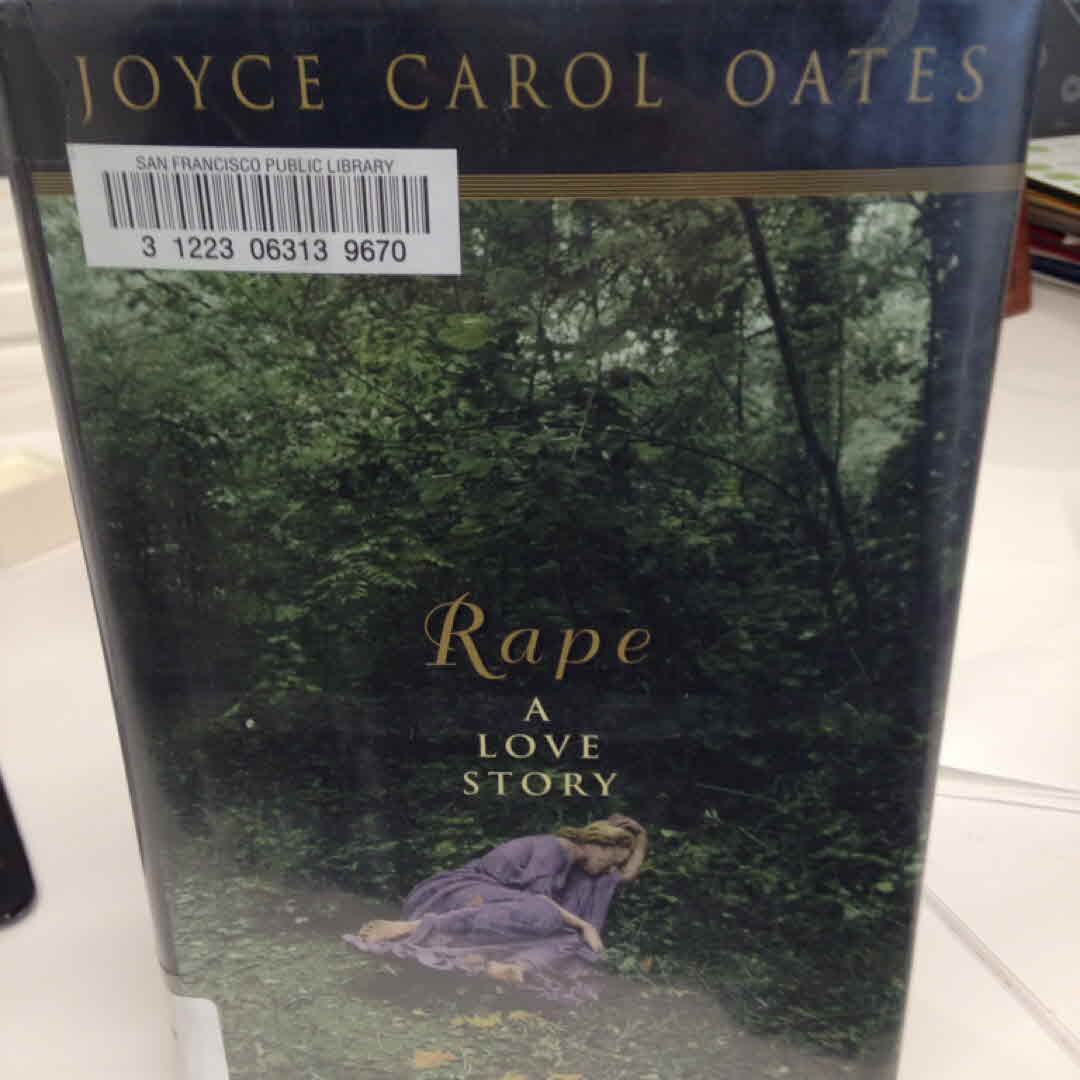 JOYCE CAROL OATES
SAN FRANCISCO PUBLIC LIBRARY
3 1223 06313 9670
Rape
A
LOVE
STORY